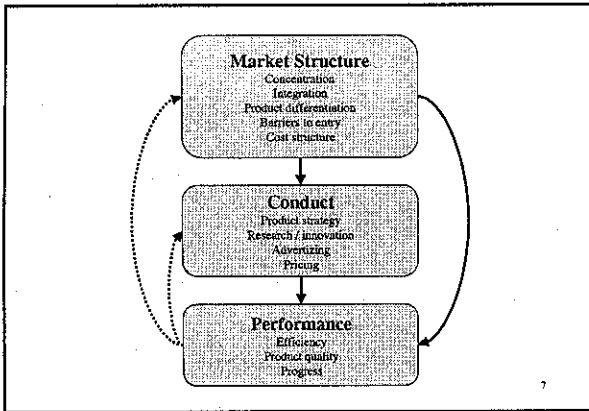 Market Structure
Concentration
Integration
Product differentiation
Barriers to entry
Cost structure
Conduct
Product strategy
Research / innovation
Advertizing
Pricing
Performance
Efficiency
Product quality
Progress
7